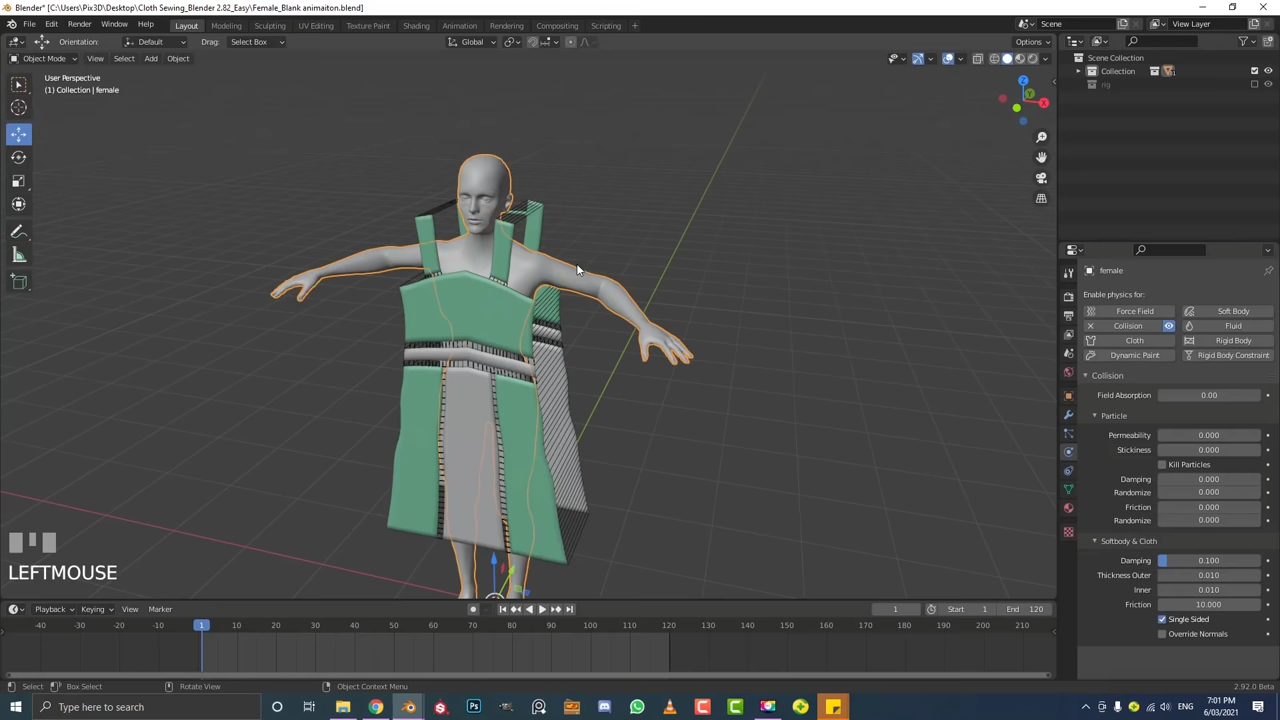 Blender* [C:\Users\Pix3D\Desktop\Cloth Sewing_Blender 2.82_Easy\Female_Blank animaiton.blend]
File Edit Render Window Help Layout Modeling Sculpting UV Editing Texture Paint Shading Animation Rendering Compositing Scripting + Scene View Layer
Orientation: Default Drag: Select Box Global Options
Object Mode View Select Add Object
User Perspective
(1) Collection | female
Scene Collection
Collection
rig
Z
Y
X
female
Enable physics for:
Force Field Soft Body
Collision Fluid
Cloth Rigid Body
Dynamic Paint Rigid Body Constraint
Collision
Field Absorption 0.00
Particle
Permeability 0.000
Stickiness 0.000
Kill Particles
Damping 0.000
Randomize 0.000
Friction 0.000
Randomize 0.000
Softbody & Cloth
Damping 0.100
Thickness Outer 0.010
Inner 0.010
Friction 10.000
Single Sided
Override Normals
LEFTMOUSE
Playback Keying View Marker 1 Start 1 End 120
-40 -30 -20 -10 1 10 20 30 40 50 60 70 80 90 100 110 120 130 140 150 160 170 180 190 200 210
Select Box Select Rotate View Object Context Menu 2.92.0 Beta
Type here to search
7:01 PM
6/03/2021